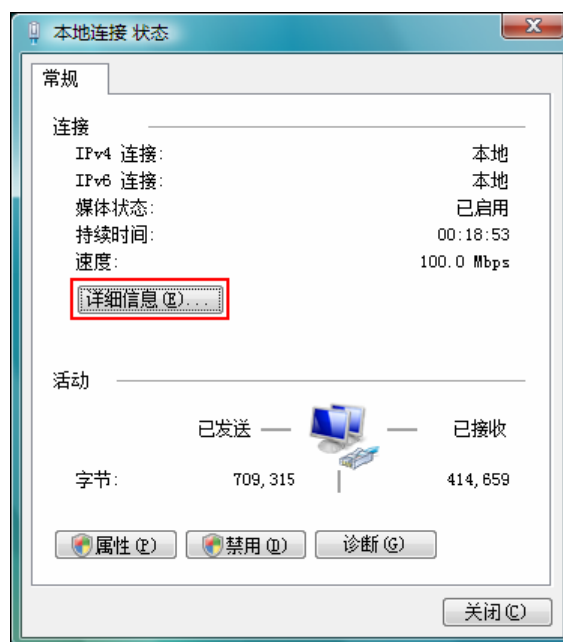 本地连接 状态
常规
连接
IPv4 连接: 本地
IPv6 连接: 本地
媒体状态: 已启用
持续时间: 00:18:53
速度: 100.0 Mbps
详细信息(E)...
活动
已发送 — — 已接收
字节: 709,315 | 414,659
属性(P) 禁用(D) 诊断(G)
关闭(C)